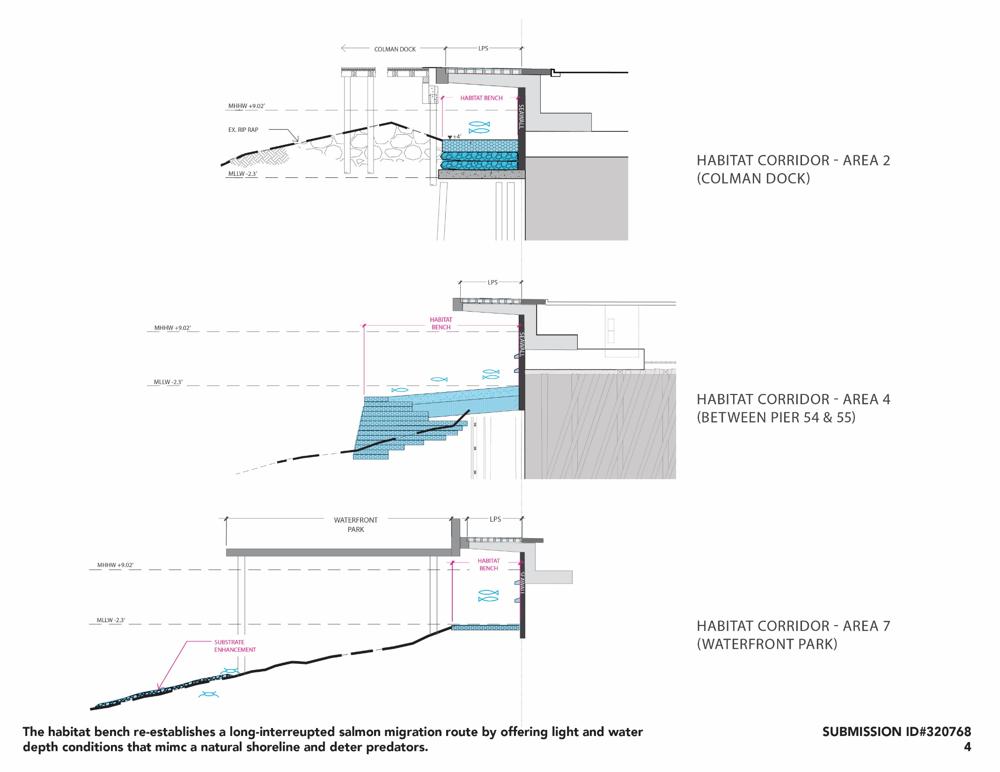 COLMAN DOCK
LPS
HABITAT BENCH
MHHW +9.02'
SEAWALL
EX. RIP RAP
+4'
MLLW -2.3'
HABITAT CORRIDOR - AREA 2
(COLMAN DOCK)
LPS
HABITAT
BENCH
MHHW +9.02'
SEAWALL
MLLW -2.3'
HABITAT CORRIDOR - AREA 4
(BETWEEN PIER 54 & 55)
WATERFRONT
PARK
LPS
HABITAT
BENCH
MHHW +9.02'
SEAWALL
MLLW -2.3'
SUBSTRATE
ENHANCEMENT
HABITAT CORRIDOR - AREA 7
(WATERFRONT PARK)
The habitat bench re-establishes a long-interreupted salmon migration route by offering light and water
depth conditions that mimc a natural shoreline and deter predators.
SUBMISSION ID#320768
4